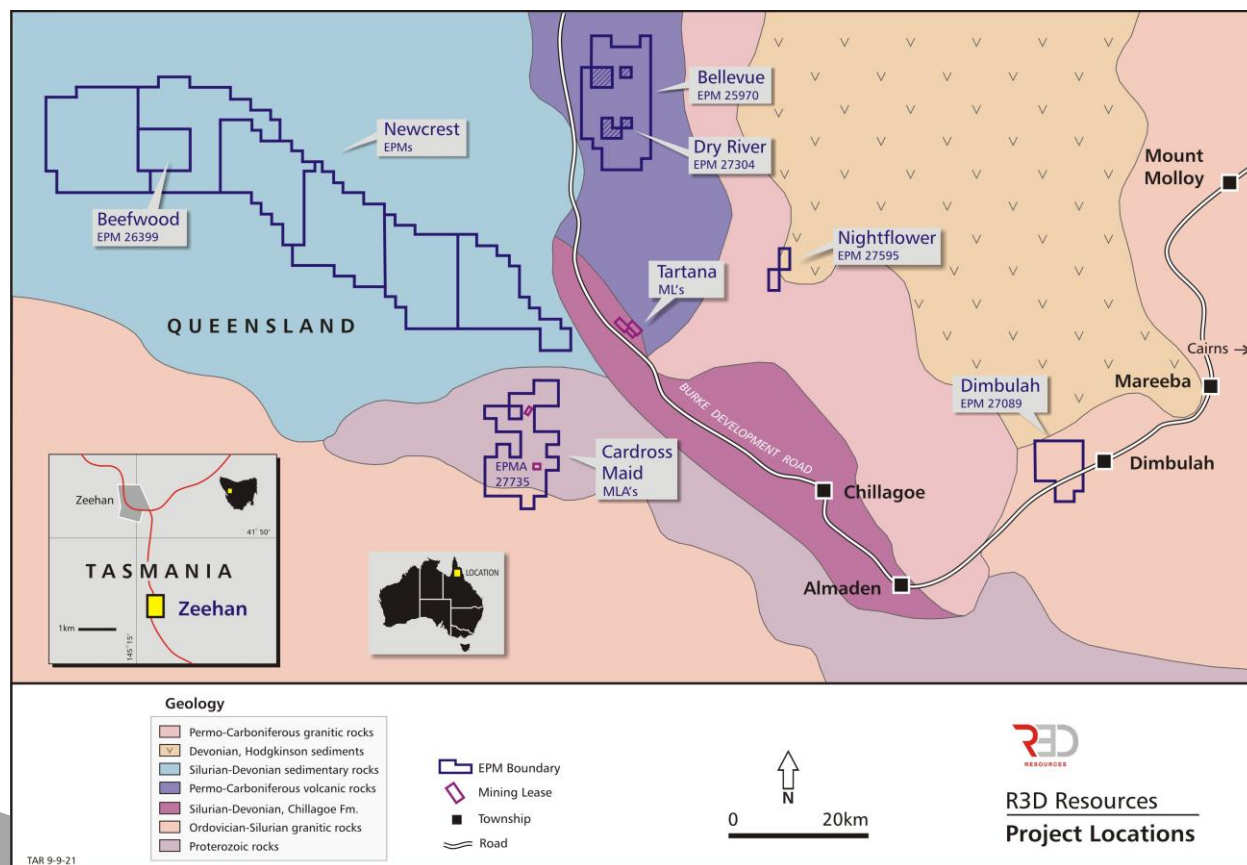 Bellevue
EPM 25970
Newcrest
EPMs
Dry River
EPM 27304
Mount
Molloy
Beefwood
EPM 26399
Nightflower
EPM 27595
Tartana
ML's
QUEENSLAND
Cairns →
Mareeba
Dimbulah
EPM 27089
BURKE DEVELOPMENT ROAD
Cardross
Maid
MLA's
EPMA
27735
Dimbulah
Chillagoe
Almaden
Zeehan
41° 50'
TASMANIA
Zeehan
1km
145° 15'
LOCATION
Geology
Permo-Carboniferous granitic rocks
V Devonian, Hodgkinson sediments
Silurian-Devonian sedimentary rocks
Permo-Carboniferous volcanic rocks
Silurian-Devonian, Chillagoe Fm.
Ordovician-Silurian granitic rocks
Proterozoic rocks
EPM Boundary
Mining Lease
Township
Road
N
0 20km
R3D
RESOURCES
R3D Resources
Project Locations
TAR 9-9-21